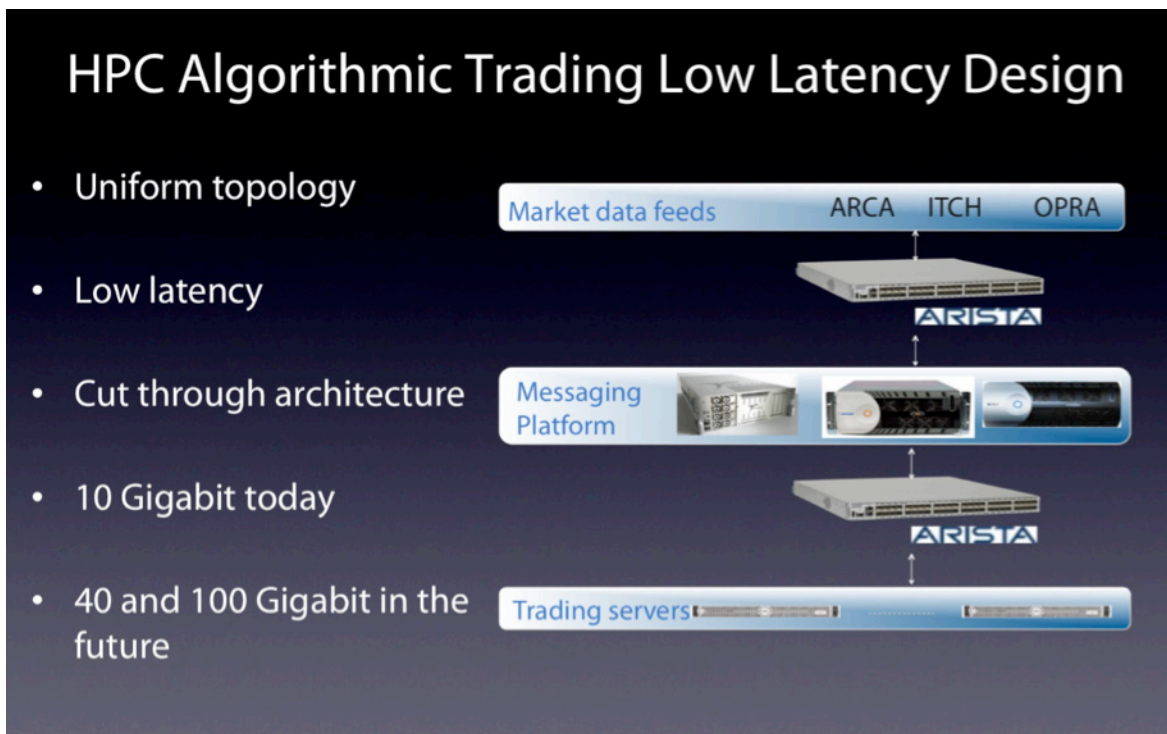 HPC Algorithmic Trading Low Latency Design
• Uniform topology
• Low latency
• Cut through architecture
• 10 Gigabit today
• 40 and 100 Gigabit in the
future
Market data feeds ARCA ITCH OPRA
ARISTA
Messaging
Platform
ARISTA
Trading servers